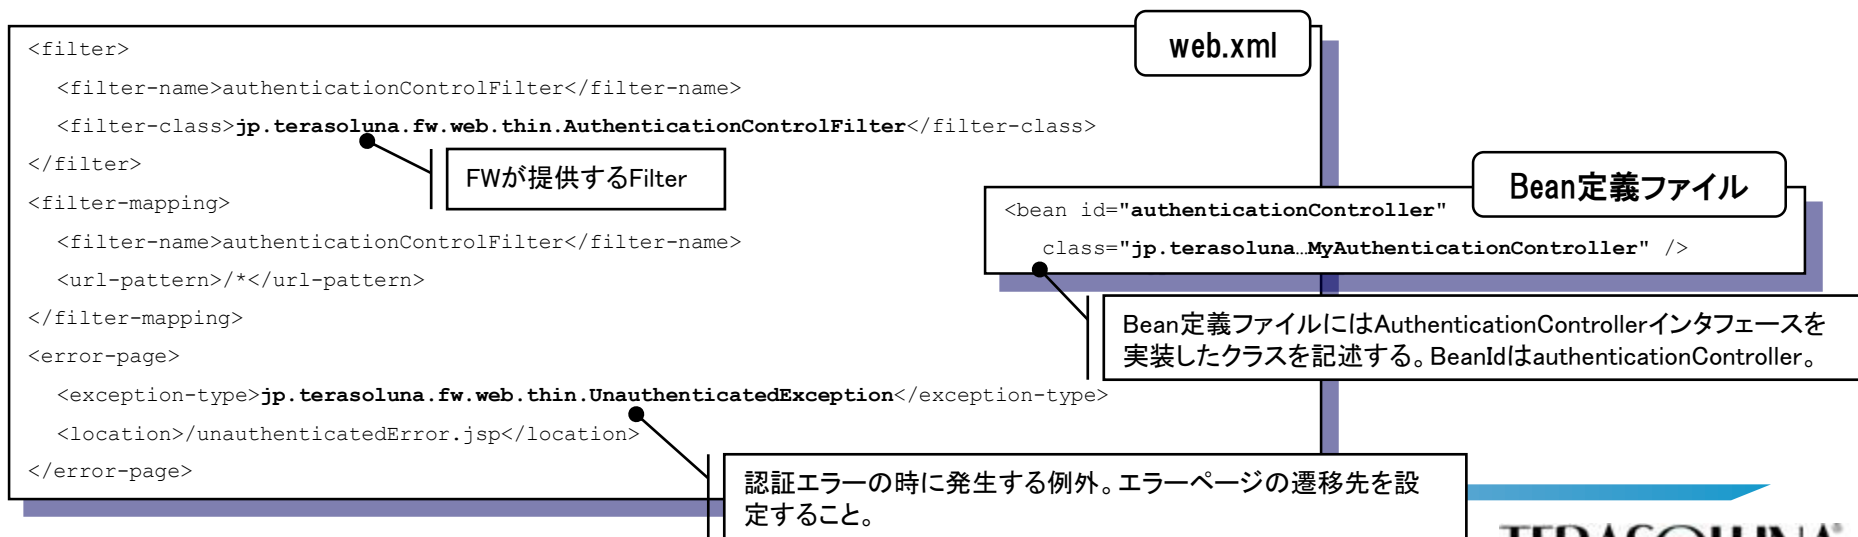 web.xml
<filter>
<filter-name>authenticationControlFilter</filter-name>
<filter-class>jp.terasoluna.fw.web.thin.AuthenticationControlFilter</filter-class>
</filter>
FWが提供するFilter
<filter-mapping>
<filter-name>authenticationControlFilter</filter-name>
<url-pattern>/*</url-pattern>
</filter-mapping>
<error-page>
<exception-type>jp.terasoluna.fw.web.thin.UnauthenticatedException</exception-type>
<location>/unauthenticatedError.jsp</location>
</error-page>
認証エラーの時に発生する例外。エラーページの遷移先を設
定すること。
Bean定義ファイル
<bean id="authenticationController"
class="jp.terasoluna…MyAuthenticationController" />
Bean定義ファイルにはAuthenticationControllerインタフェースを
実装したクラスを記述する。BeanIdはauthenticationController。
TERASOLUNA®